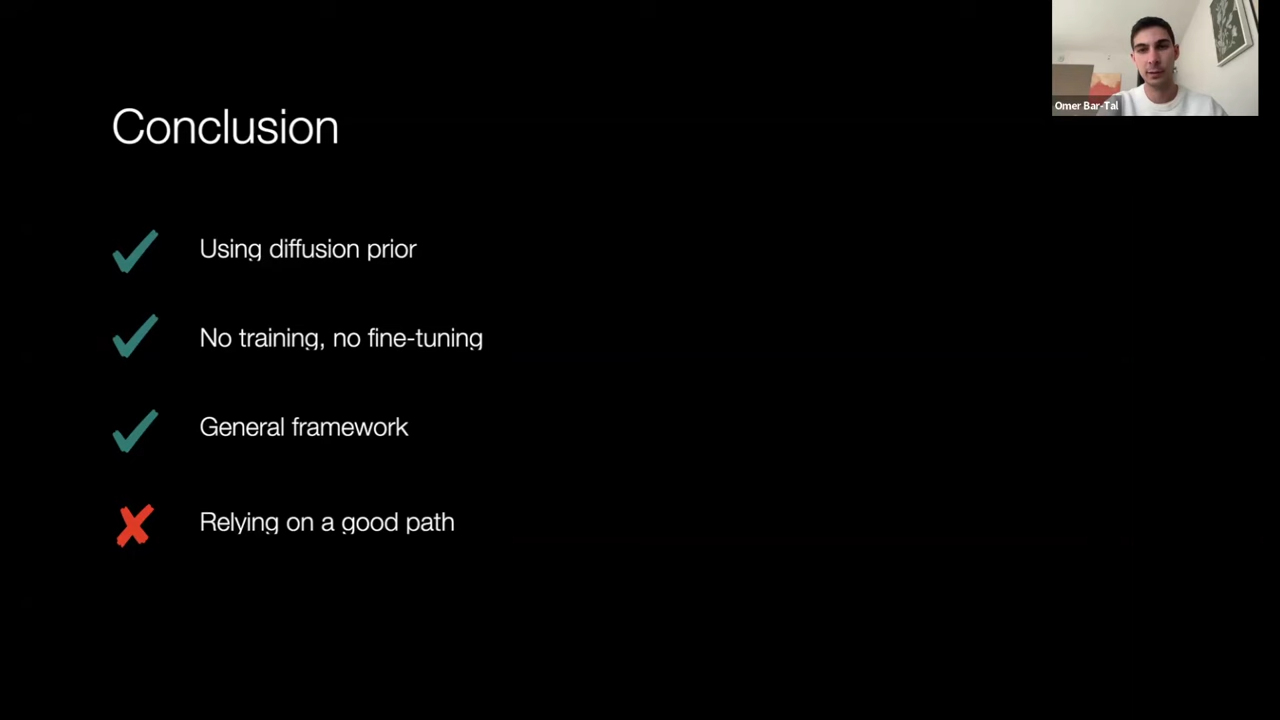 Omer Bar-Tal
Conclusion
Using diffusion prior
No training, no fine-tuning
General framework
Relying on a good path